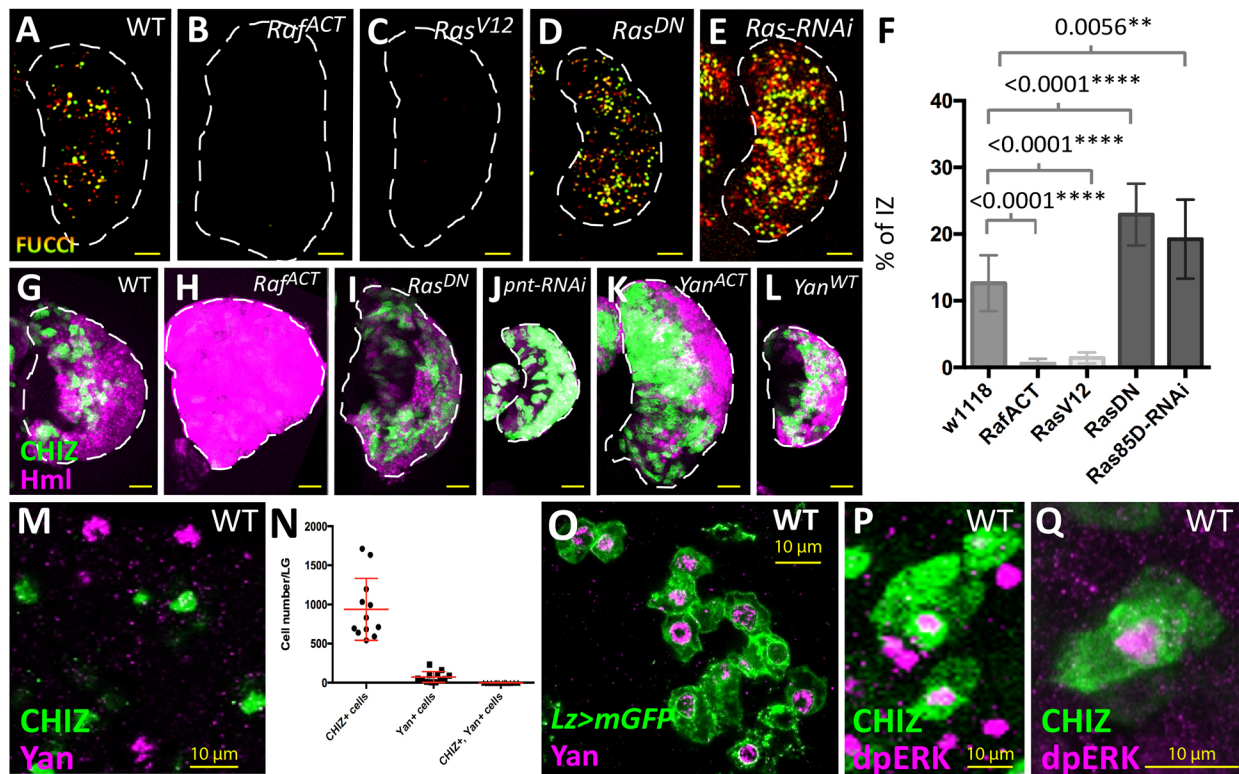 A WT
B Raf^ACT
C Ras^V12
D Ras^DN
E Ras-RNAi
FUCCI
F
0.0056**
<0.0001****
<0.0001****
<0.0001****
% of IZ
40
30
20
10
0
w1118
RafACT
RasV12
RasDN
Ras85D-RNAi
G WT
CHIZ
Hml
H Raf^ACT
I Ras^DN
J pnt-RNAi
K Yan^ACT
L Yan^WT
M WT
CHIZ
Yan
10 µm
N
Cell number/LG
2000
1500
1000
500
0
CHIZ+ cells
Yan+ cells
CHIZ+, Yan+ cells
O WT
10 µm
Lz>mGFP
Yan
P WT
CHIZ
dpERK
10 µm
Q WT
CHIZ
dpERK
10 µm